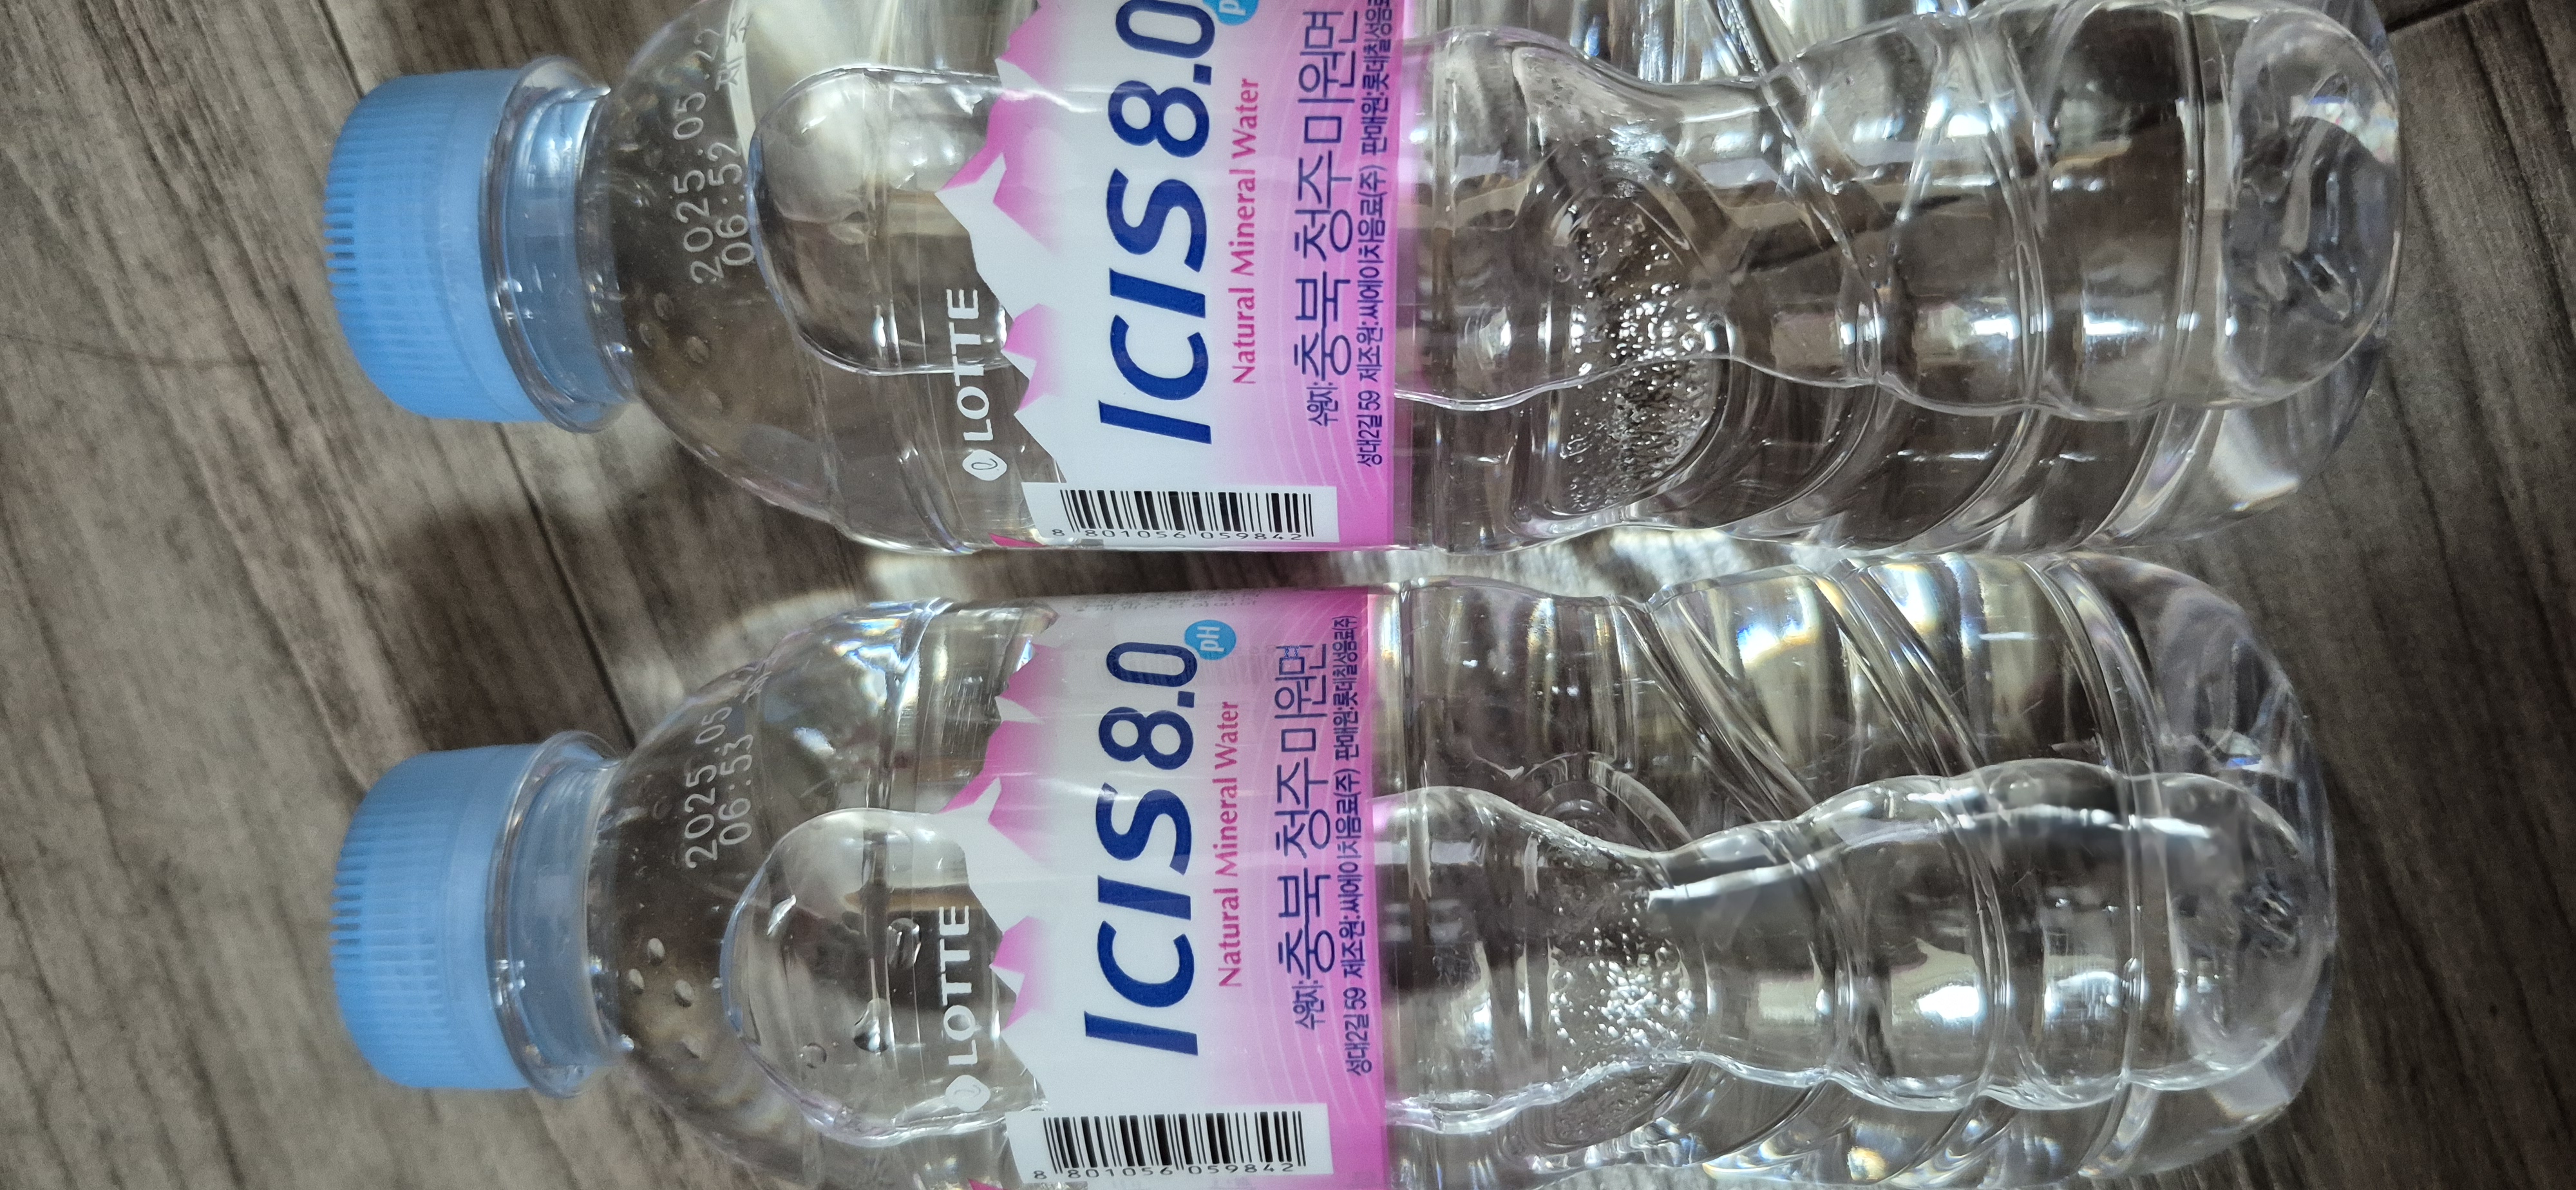 2025.05.22 제조
06:52
LOTTE
ICIS 8.0
pH
Natural Mineral Water
수원지:충북 청주 미원면
성대2길 59 제조원:씨에이치음료(주) 판매원:롯데칠성음료
8 801056 059842
2025.05
06:53
LOTTE
ICIS 8.0
pH
Natural Mineral Water
수원지:충북 청주 미원면
성대2길 59 제조원:씨에이치음료(주) 판매원:롯데칠성음료(주)
8 801056 059842